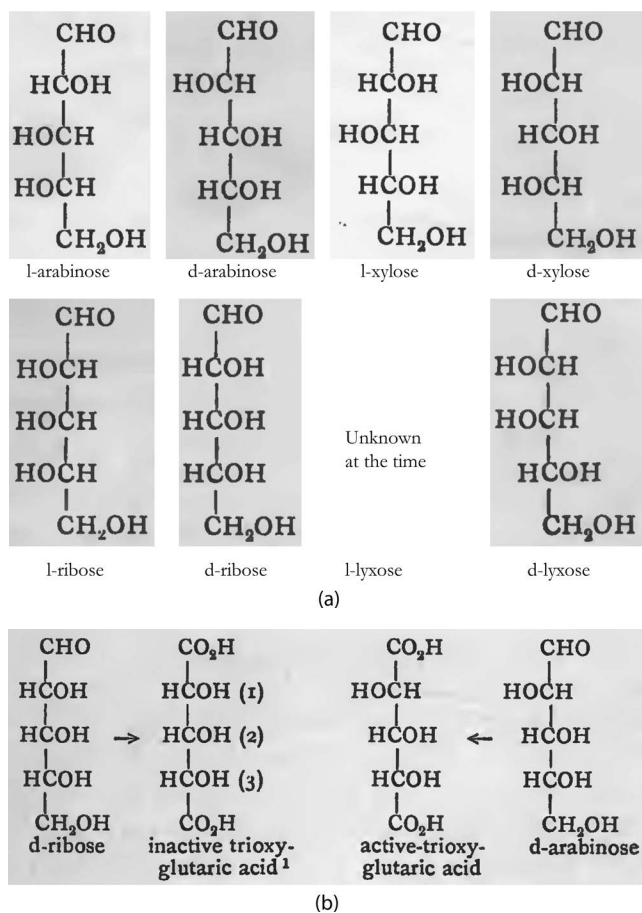 CHO
HCOH
HOCH
HOCH
CH₂OH
l-arabinose
CHO
HOCH
HCOH
HCOH
CH₂OH
d-arabinose
CHO
HCOH
HOCH
HCOH
CH₂OH
l-xylose
CHO
HOCH
HCOH
HOCH
CH₂OH
d-xylose
CHO
HOCH
HOCH
HOCH
CH₂OH
l-ribose
CHO
HCOH
HCOH
HCOH
CH₂OH
d-ribose
Unknown
at the time
l-lyxose
CHO
HOCH
HOCH
HCOH
CH₂OH
d-lyxose
(a)
CHO
HCOH
HCOH
HCOH
CH₂OH
d-ribose
CO₂H
HCOH (1)
HCOH (2)
HCOH (3)
CO₂H
inactive trioxy-
glutaric acid¹
CO₂H
HOCH
HCOH
HCOH
CO₂H
active-trioxy-
glutaric acid
CHO
HOCH
HCOH
HCOH
CH₂OH
d-arabinose
(b)